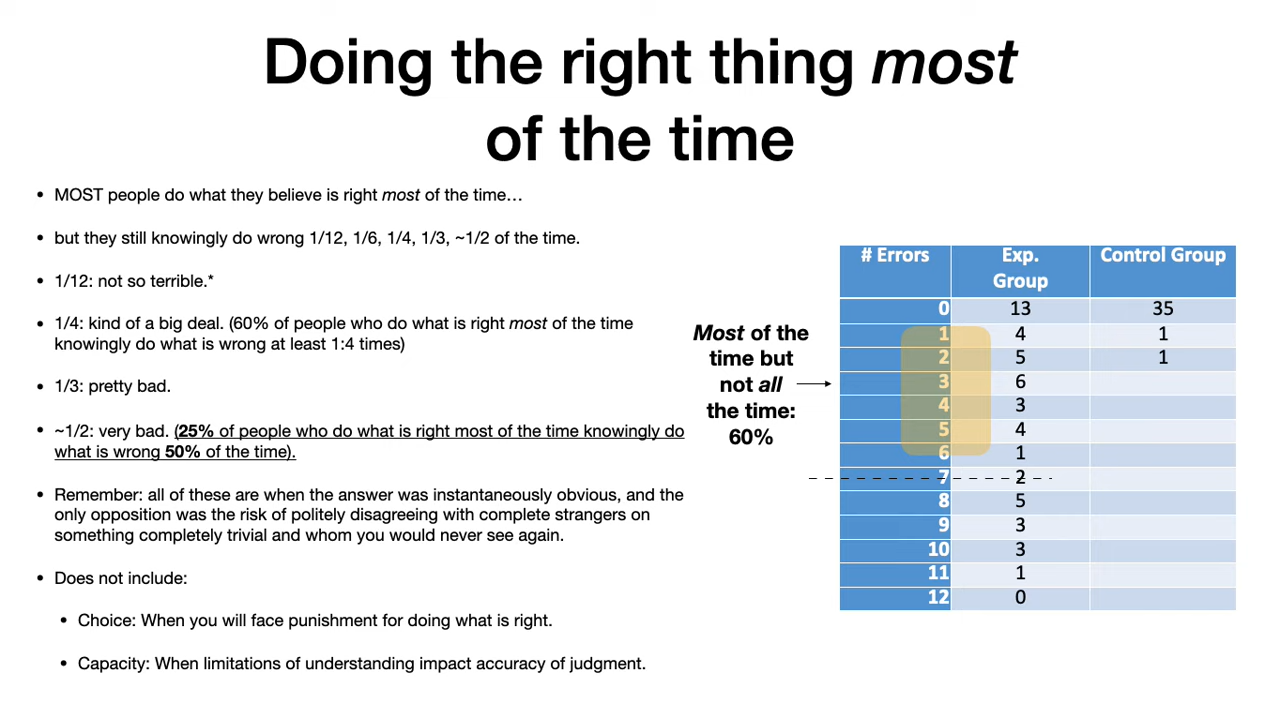 Doing the right thing most
of the time
• MOST people do what they believe is right most of the time…
• but they still knowingly do wrong 1/12, 1/6, 1/4, 1/3, ~1/2 of the time.
• 1/12: not so terrible.*
• 1/4: kind of a big deal. (60% of people who do what is right most of the time
knowingly do what is wrong at least 1:4 times)
• 1/3: pretty bad.
• ~1/2: very bad. (25% of people who do what is right most of the time knowingly do
what is wrong 50% of the time).
• Remember: all of these are when the answer was instantaneously obvious, and the
only opposition was the risk of politely disagreeing with complete strangers on
something completely trivial and whom you would never see again.
• Does not include:
• Choice: When you will face punishment for doing what is right.
• Capacity: When limitations of understanding impact accuracy of judgment.
Most of the
time but
not all
the time:
60%
# Errors Exp. Control Group
Group
0 13 35
1 4 1
2 5 1
3 6
4 3
5 4
6 1
7 2
8 5
9 3
10 3
11 1
12 0